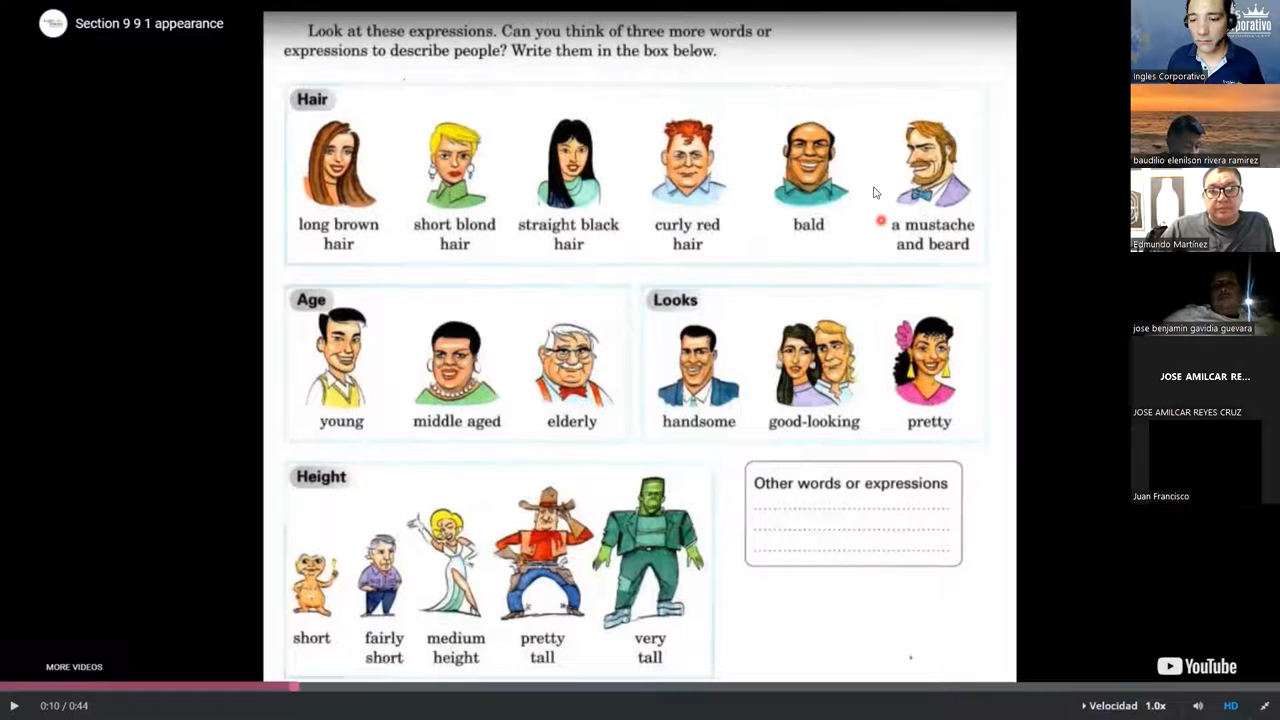 Section 9 9 1 appearance
Look at these expressions. Can you think of three more words or
expressions to describe people? Write them in the box below.
Hair
long brown
hair
short blond
hair
straight black
hair
curly red
hair
bald
a mustache
and beard
Age
young
middle aged
elderly
Looks
handsome
good-looking
pretty
Height
short
fairly
short
medium
height
pretty
tall
very
tall
Other words or expressions
MORE VIDEOS
YouTube
0:10 / 0:44
Velocidad 1.0x
HD
Ingles Corporativo
baudilio elenilson rivera ramirez
Edmundo Martínez
jose benjamin gavidia guevara
JOSE AMILCAR RE...
JOSE AMILCAR REYES CRUZ
Juan Francisco